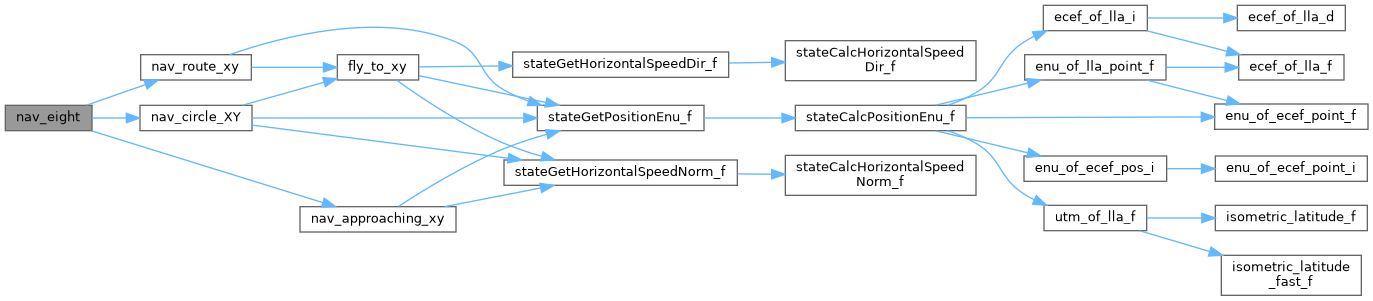 nav_eight
nav_route_xy
nav_circle_XY
nav_approaching_xy
fly_to_xy
stateGetHorizontalSpeedDir_f
stateGetPositionEnu_f
stateGetHorizontalSpeedNorm_f
stateCalcHorizontalSpeed
Dir_f
stateCalcPositionEnu_f
stateCalcHorizontalSpeed
Norm_f
ecef_of_lla_i
enu_of_lla_point_f
enu_of_ecef_pos_i
utm_of_lla_f
ecef_of_lla_d
ecef_of_lla_f
enu_of_ecef_point_f
enu_of_ecef_point_i
isometric_latitude_f
isometric_latitude
_fast_f